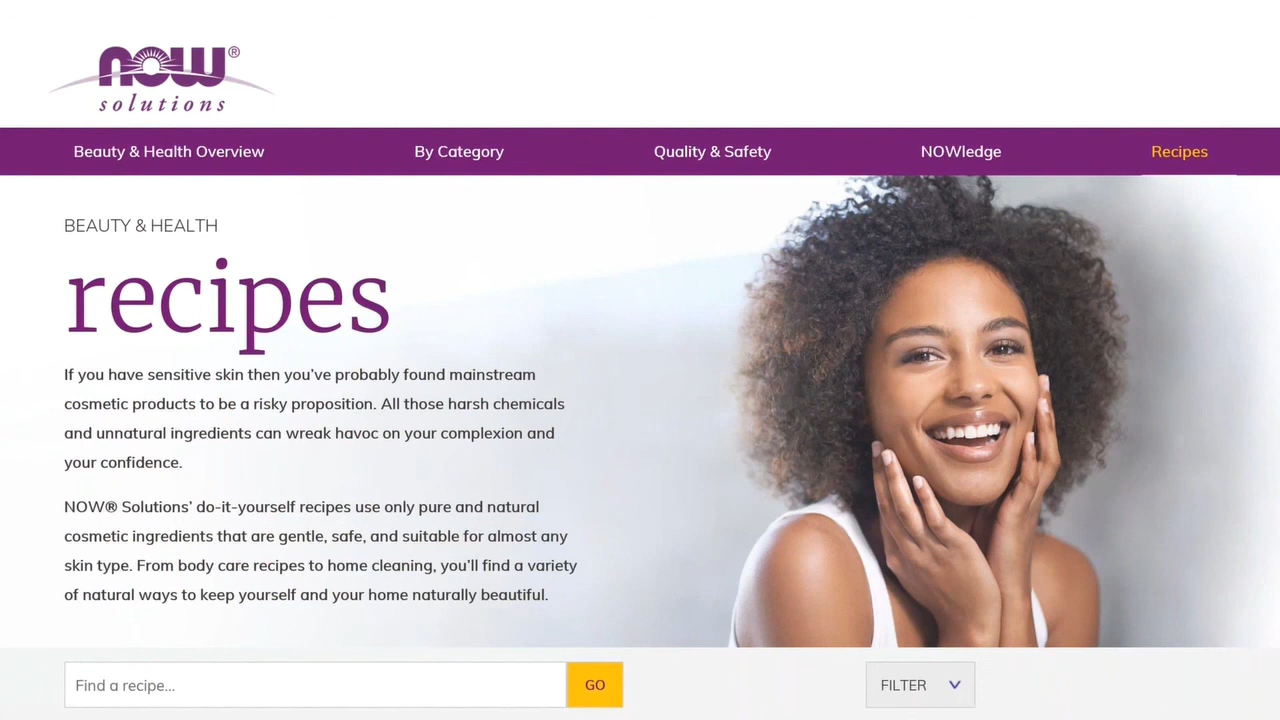 now®
solutions
Beauty & Health Overview
By Category
Quality & Safety
NOWledge
Recipes
BEAUTY & HEALTH
recipes
If you have sensitive skin then you’ve probably found mainstream
cosmetic products to be a risky proposition. All those harsh chemicals
and unnatural ingredients can wreak havoc on your complexion and
your confidence.
NOW® Solutions’ do-it-yourself recipes use only pure and natural
cosmetic ingredients that are gentle, safe, and suitable for almost any
skin type. From body care recipes to home cleaning, you’ll find a variety
of natural ways to keep yourself and your home naturally beautiful.
Find a recipe...
GO
FILTER